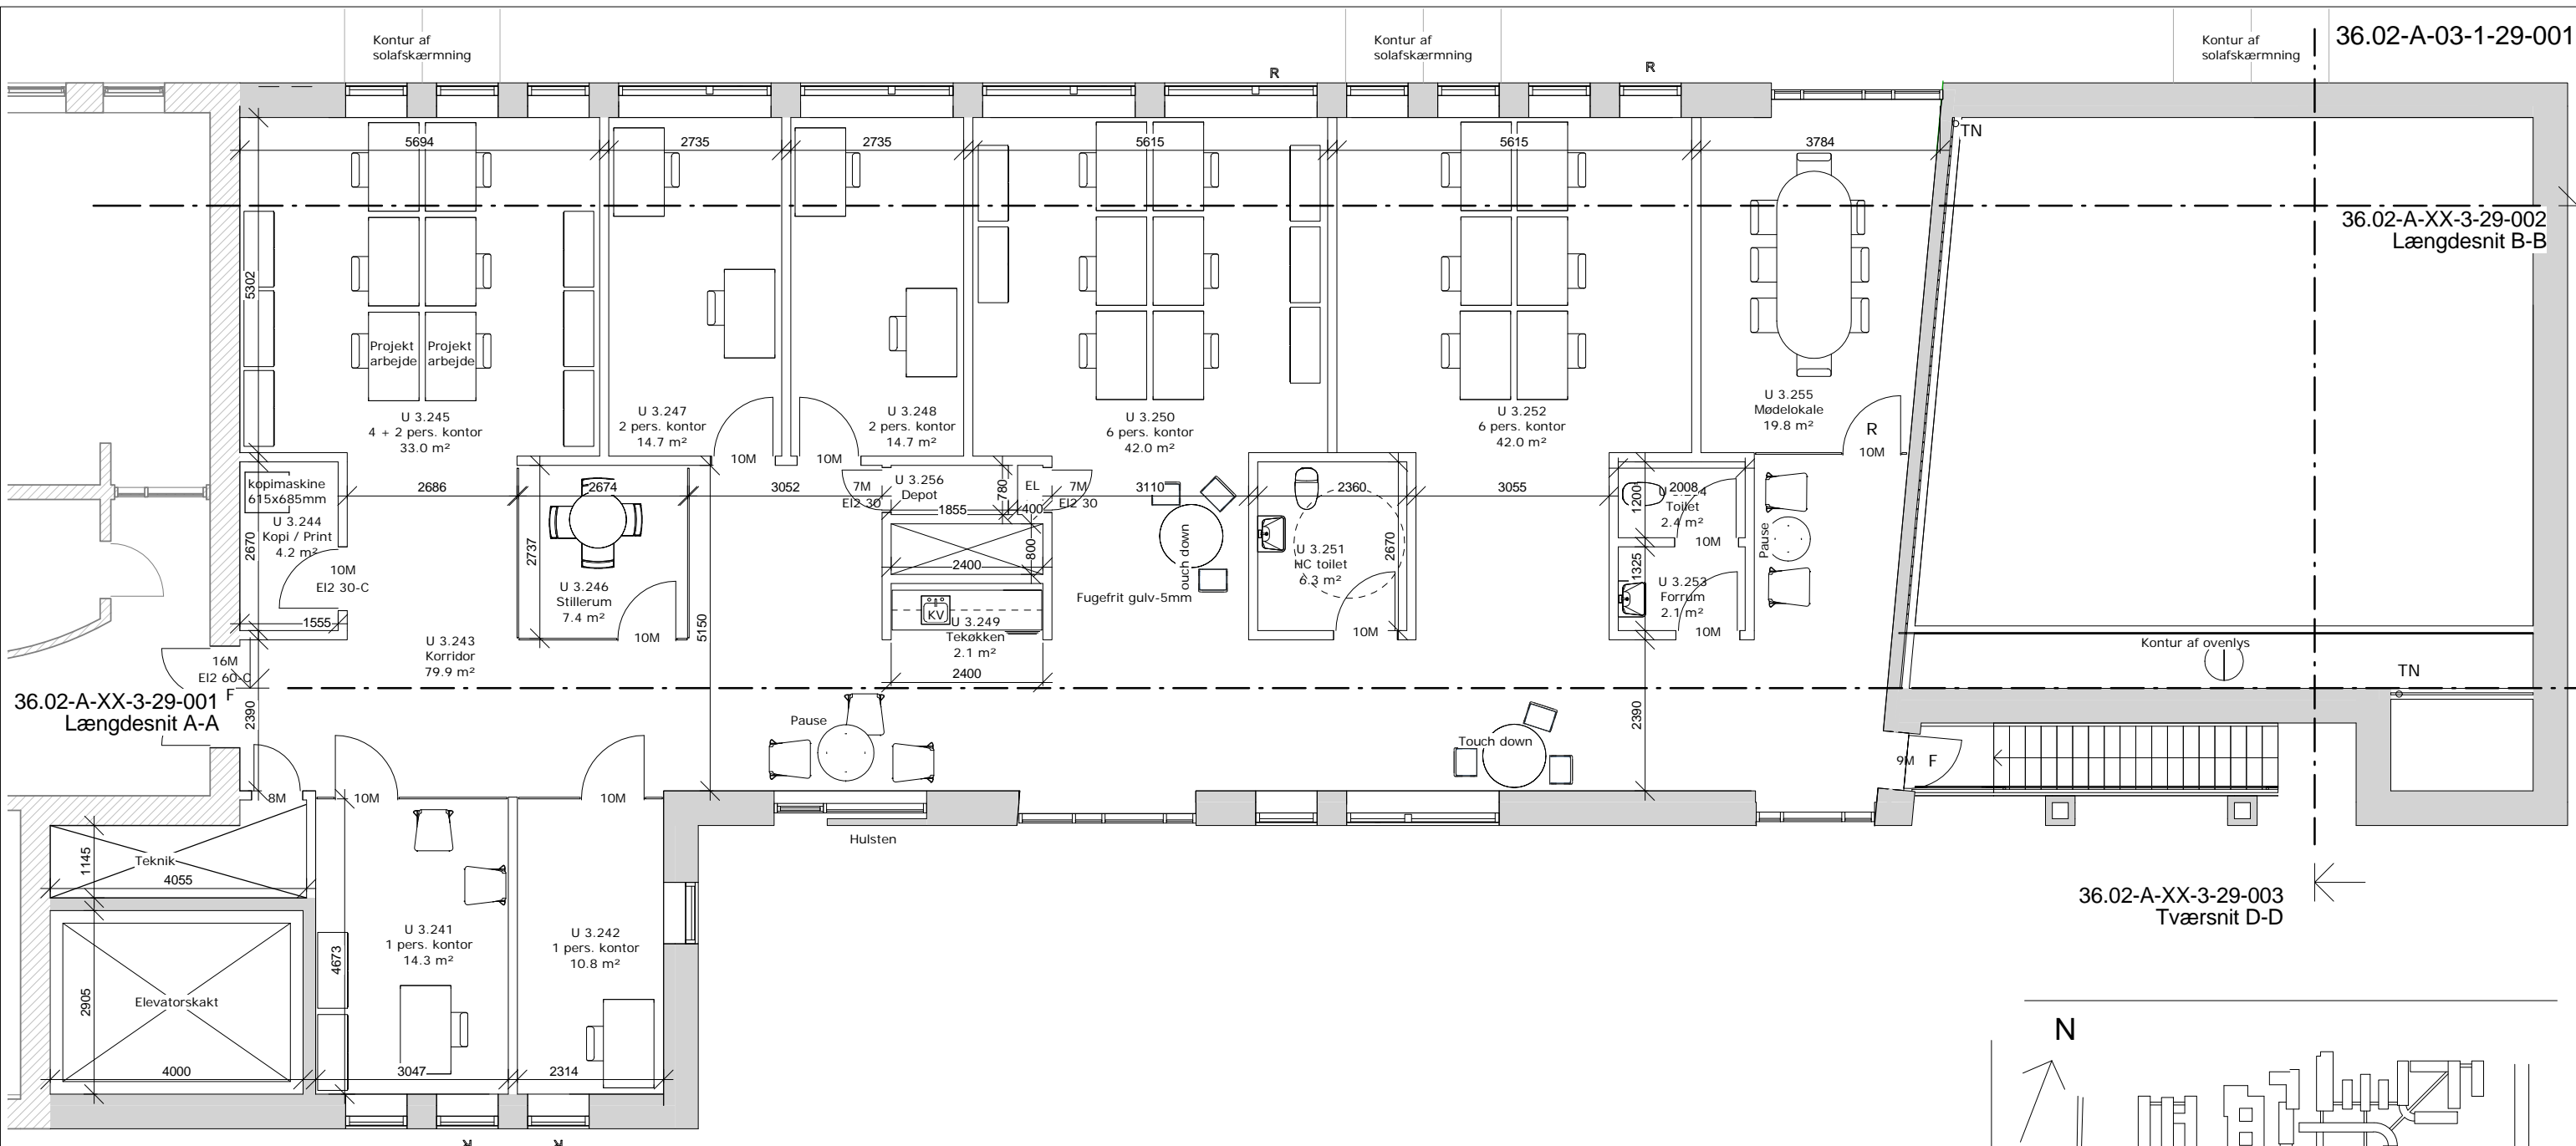 Kontur af
solafskærmning
Kontur af
solafskærmning
Kontur af
solafskærmning
36.02-A-03-1-29-001
R
R
TN
5694
2735
2735
5615
5615
3784
36.02-A-XX-3-29-002
Længdesnit B-B
5302
Projekt
arbejde
Projekt
arbejde
U 3.245
4 + 2 pers. kontor
33.0 m²
U 3.247
2 pers. kontor
14.7 m²
U 3.248
2 pers. kontor
14.7 m²
U 3.250
6 pers. kontor
42.0 m²
U 3.252
6 pers. kontor
42.0 m²
U 3.255
Mødelokale
19.8 m²
R
10M
10M
10M
kopimaskine
615x685mm
U 3.244
Kopi / Print
4.2 m²
2670
10M
EI2 30-C
1555
2686
2674
2737
U 3.246
Stillerum
7.4 m²
10M
3052
7M
EI2 30
U 3.256
Depot
1855
780
EL
400
7M
EI2 30
800
2400
KV
U 3.249
Tekøkken
2.1 m²
2400
3110
ouch down
Fugefrit gulv-5mm
2360
U 3.251
HC toilet
6.3 m²
2670
10M
3055
1200
2008
Toilet
2.4 m²
10M
1325
U 3.253
Forrum
2.1 m²
10M
Pause
5150
U 3.243
Korridor
79.9 m²
16M
EI2 60-C
F
36.02-A-XX-3-29-001
Længdesnit A-A
2390
Kontur af ovenlys
TN
Pause
Touch down
2390
9M
F
8M
10M
10M
Hulsten
1145
Teknik
4055
2905
Elevatorskakt
4000
4673
U 3.241
1 pers. kontor
14.3 m²
U 3.242
1 pers. kontor
10.8 m²
3047
2314
36.02-A-XX-3-29-003
Tværsnit D-D
N